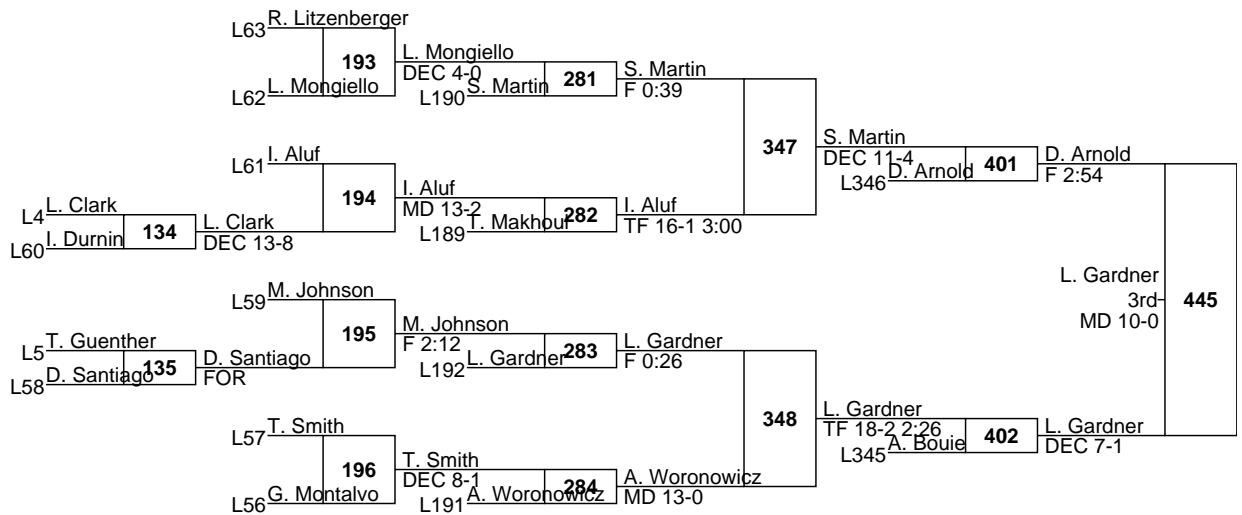 R. Litzenberger
L63
193
L. Mongiello
DEC 4-0
L. Mongiello
L62
S. Martin
L190
281
S. Martin
F 0:39
347
S. Martin
DEC 11-4
I. Aluf
L61
194
I. Aluf
MD 13-2
L. Clark
L4
134
L. Clark
DEC 13-8
I. Durnin
L60
T. Makhouf
L189
282
I. Aluf
TF 16-1 3:00
D. Arnold
L346
401
D. Arnold
F 2:54
M. Johnson
L59
195
M. Johnson
F 2:12
T. Guenther
L5
135
D. Santiago
FOR
D. Santiago
L58
L. Gardner
L192
283
L. Gardner
F 0:26
348
L. Gardner
TF 18-2 2:26
T. Smith
L57
196
T. Smith
DEC 8-1
G. Montalvo
L56
A. Woronowicz
L191
284
A. Woronowicz
MD 13-0
A. Bouie
L345
402
L. Gardner
DEC 7-1
L. Gardner
3rd
MD 10-0
445